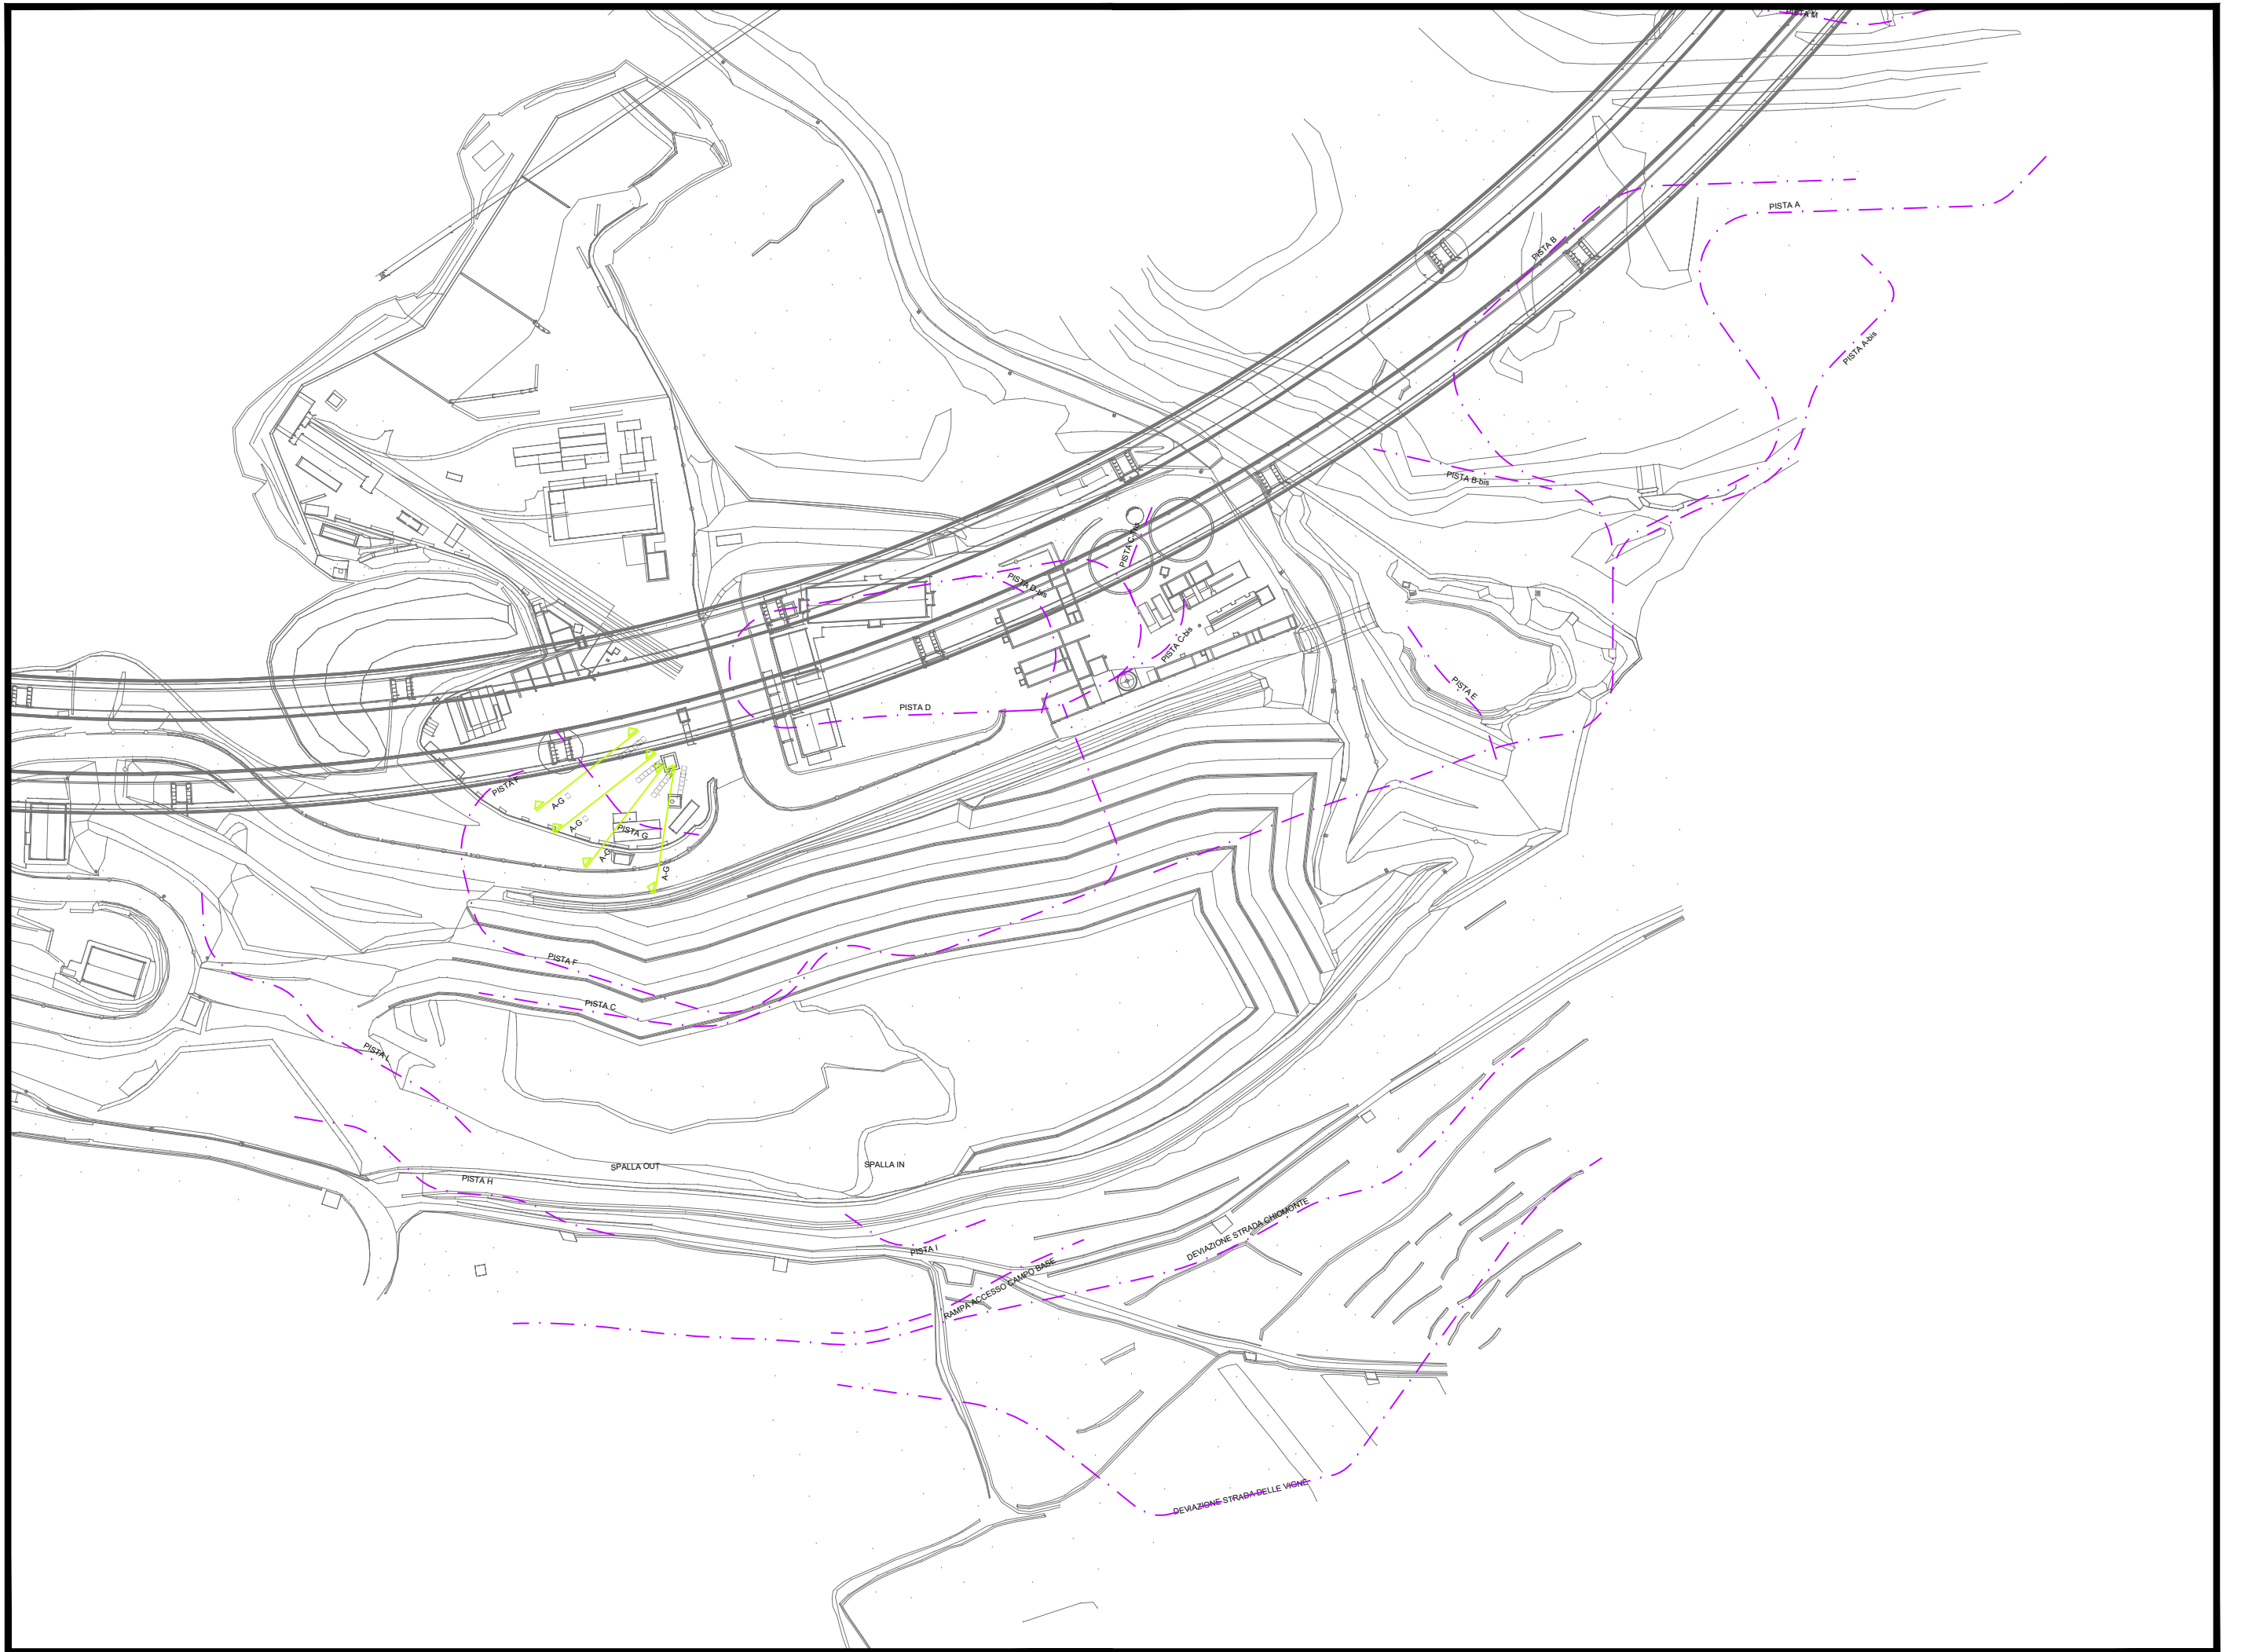 PISTA M
PISTA A
PISTA B
PISTA A-bis
PISTA B-bis
PISTA C-bis
PISTA D-bis
PISTA C-bis
PISTA E
PISTA D
PISTA F
A-G
A-G
PISTA G
A-G
A-G
PISTA F
PISTA C
PISTA L
SPALLA OUT
SPALLA IN
PISTA H
PISTA I
DEVIAZIONE STRADA CHIOMONTE
RAMPA ACCESSO CAMPO BASE
DEVIAZIONE STRADA DELLE VIGNE